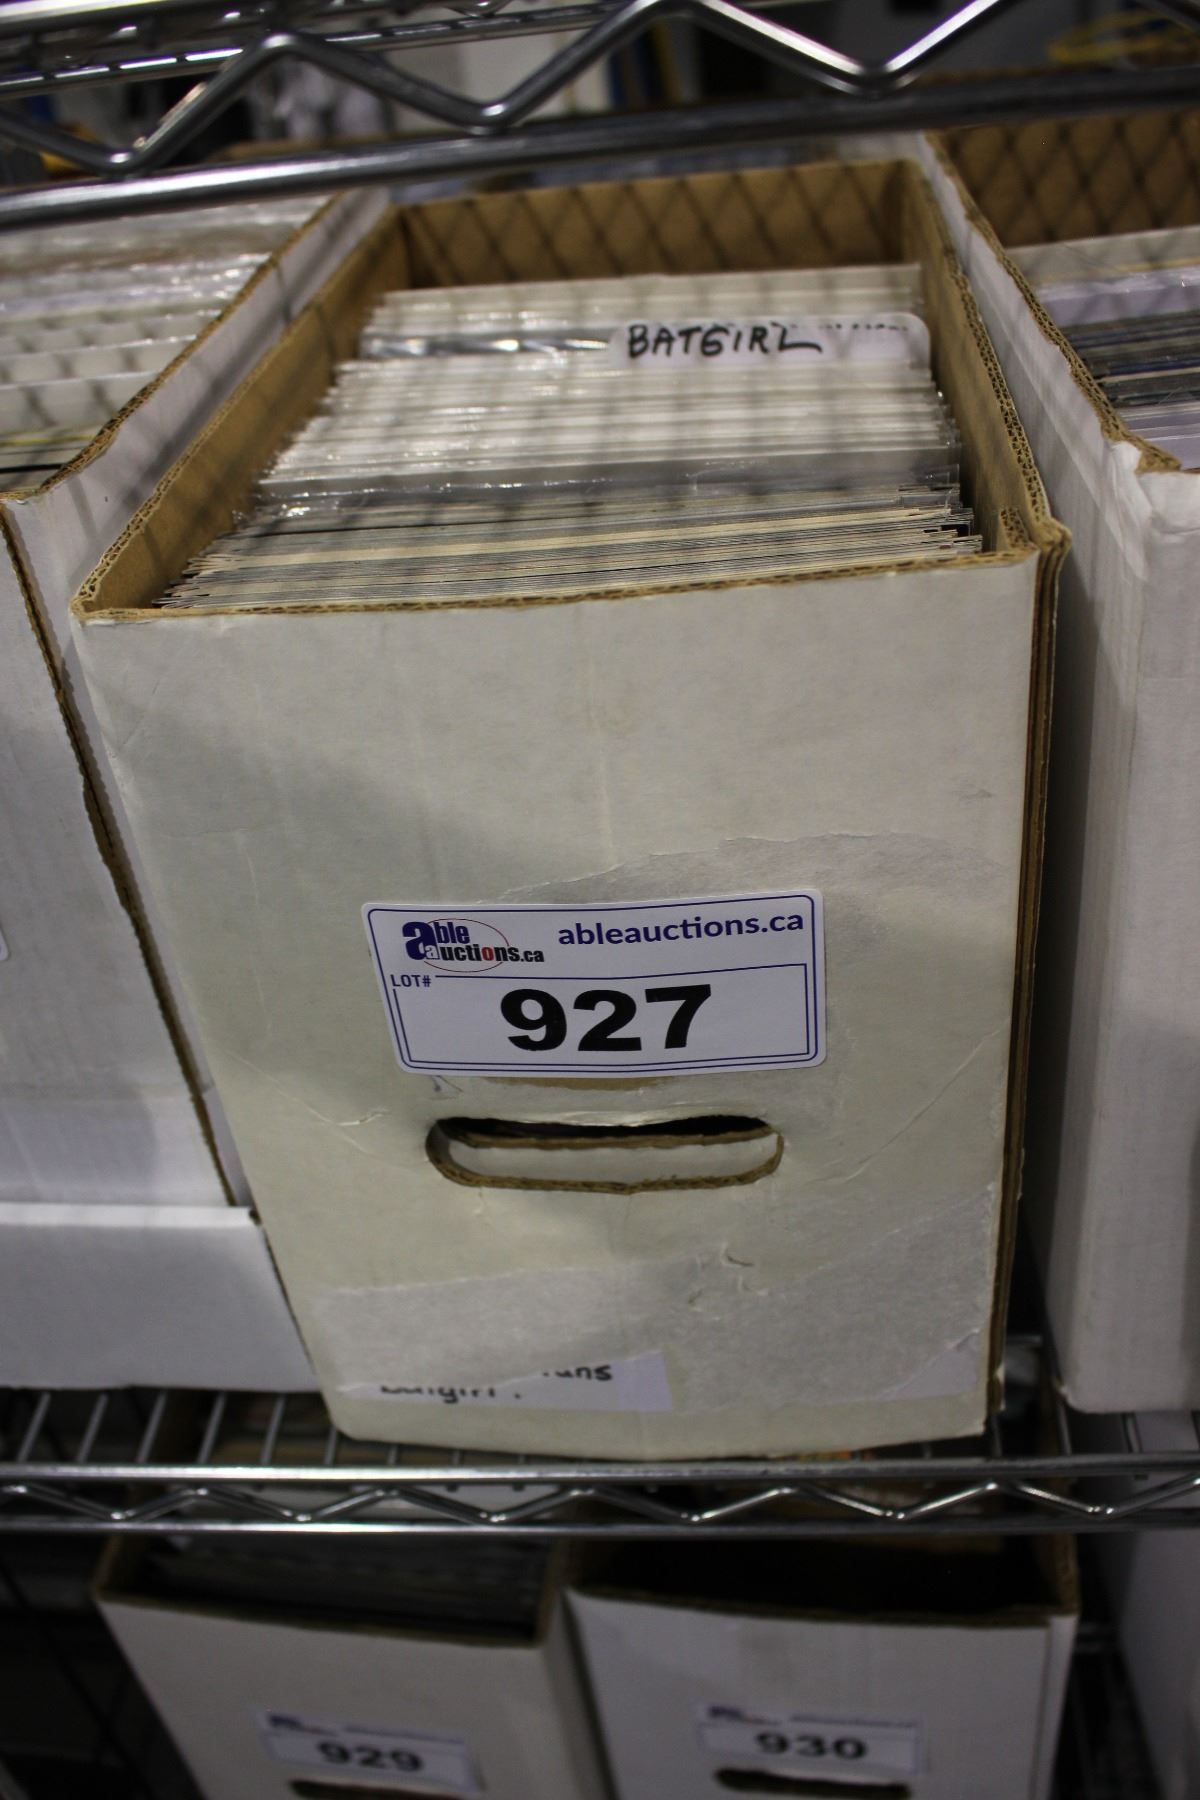 BATGIRL
able auctions.ca
ableauctions.ca
LOT#
927
929
930